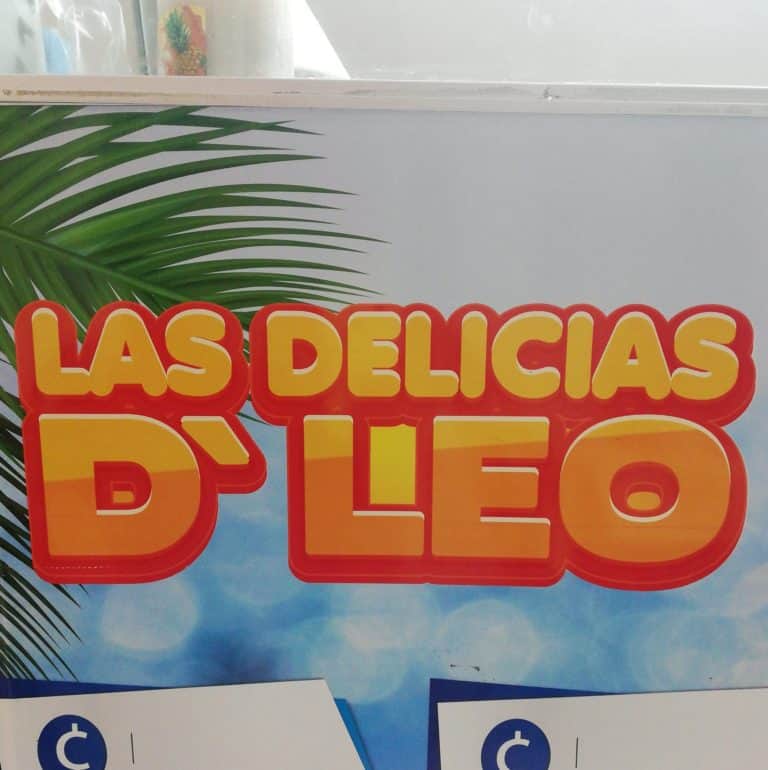 LAS DELICIAS
D`LEO
₵ ₵